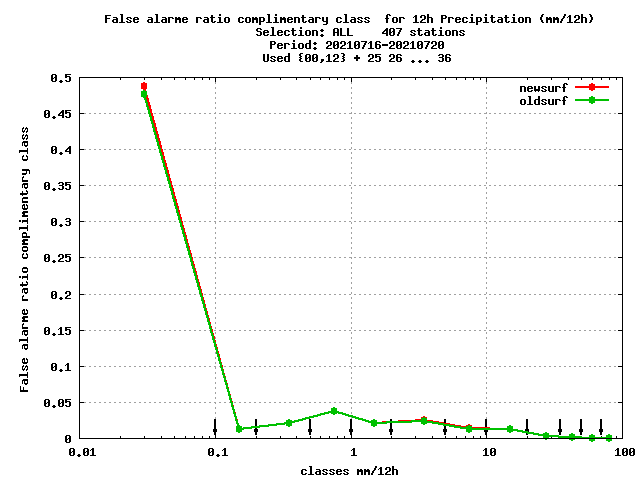 False alarme ratio complimentary class  for 12h Precipitation (mm/12h)
Selection: ALL    407 stations
Period: 20210716-20210720
Used {00,12} + 25 26 ... 36
newsurf
oldsurf
0.5
0.45
0.4
0.35
0.3
0.25
0.2
0.15
0.1
0.05
0
False alarme ratio complimentary class
0.01
0.1
1
10
100
classes mm/12h